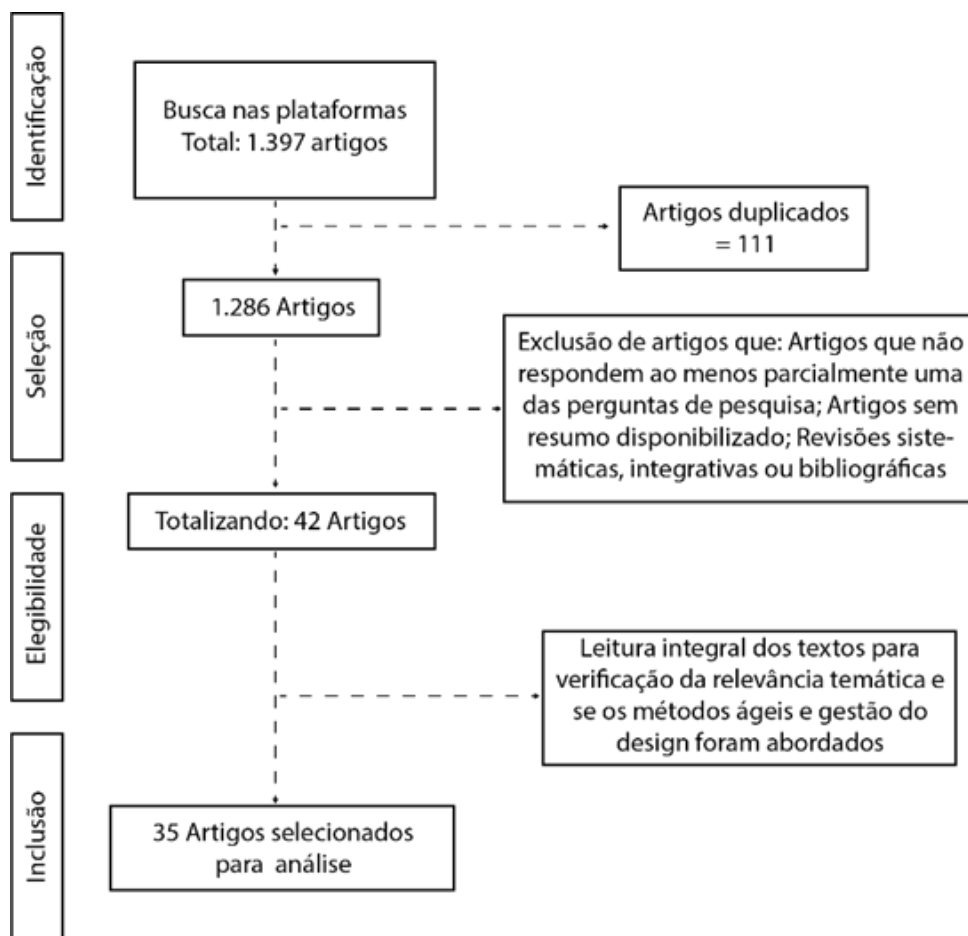 Identificação
Busca nas plataformas
Total: 1.397 artigos
Artigos duplicados
= 111
Seleção
1.286 Artigos
Exclusão de artigos que: Artigos que não
respondem ao menos parcialmente uma
das perguntas de pesquisa; Artigos sem
resumo disponibilizado; Revisões siste-
máticas, integrativas ou bibliográficas
Elegibilidade
Totalizando: 42 Artigos
Leitura integral dos textos para
verificação da relevância temática e
se os métodos ágeis e gestão do
design foram abordados
Inclusão
35 Artigos selecionados
para análise